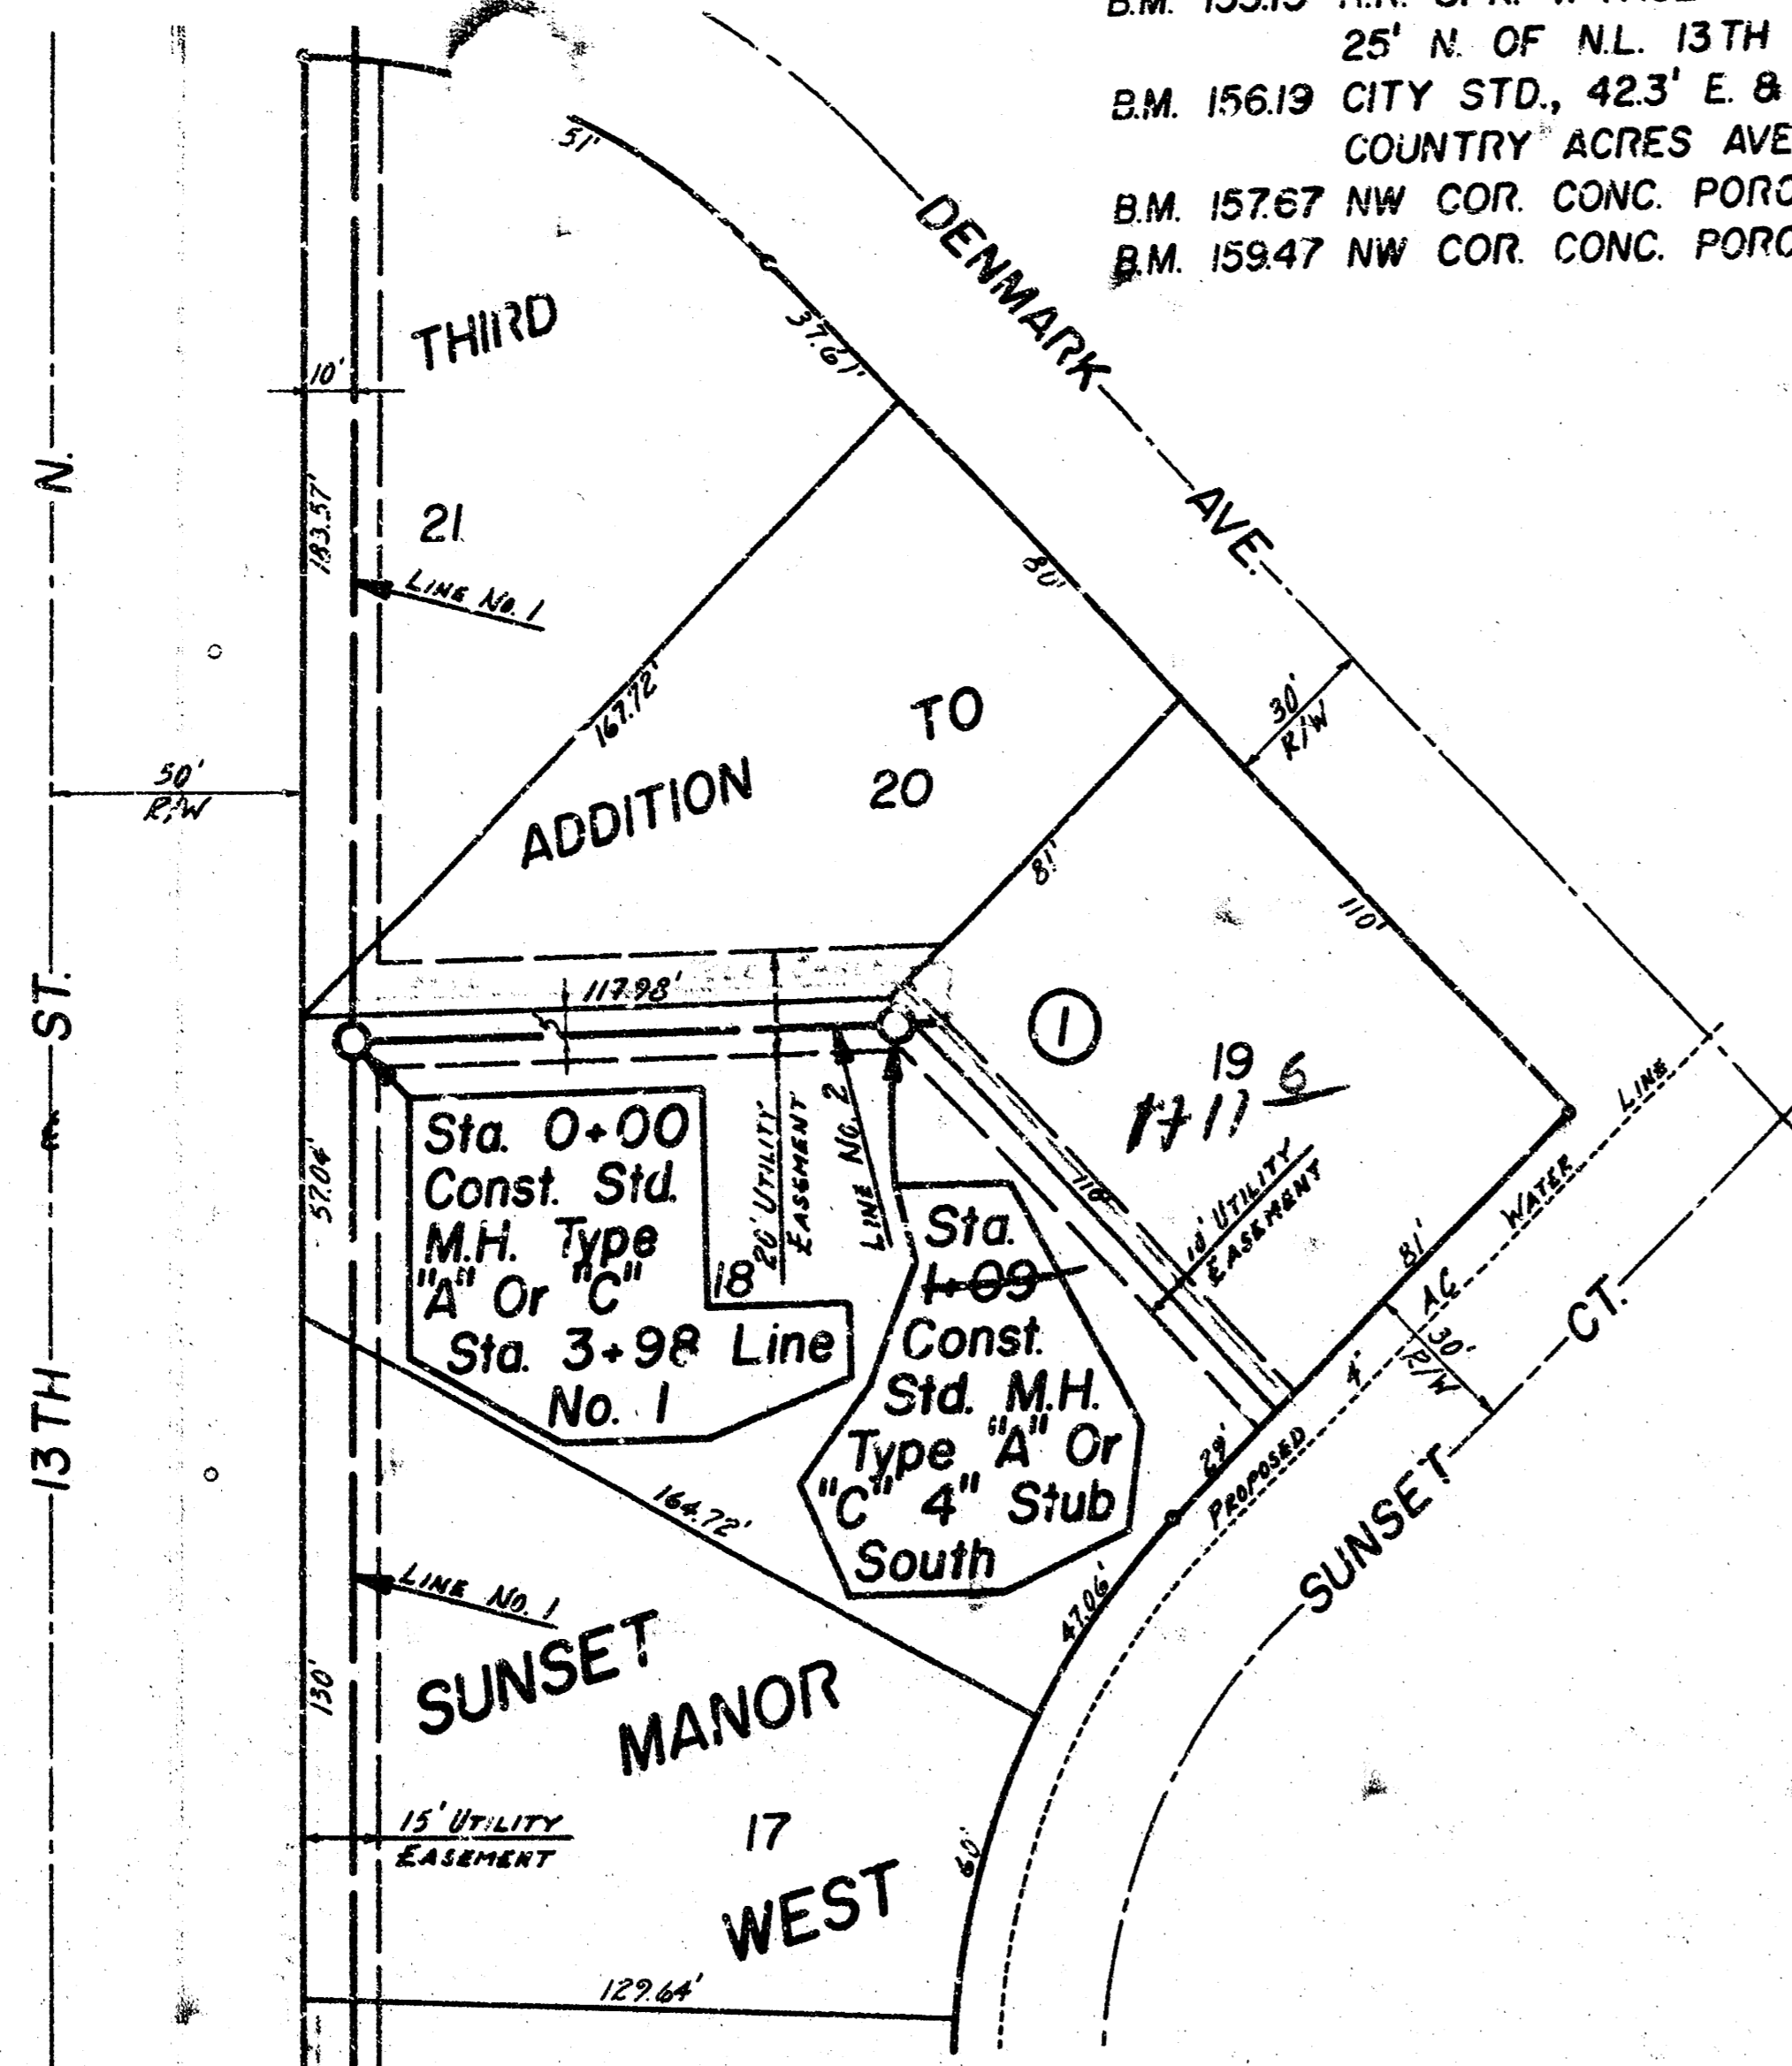 25' N. OF N.L. 13TH
B.M. 156.19 CITY STD., 42.3' E. &
COUNTRY ACRES AVE
B.M. 157.67 NW COR. CONC. PORC
B.M. 159.47 NW COR. CONC. PORC
51'
DENMARK AVE.
37.61'
THIRD
10'
N.
183.57'
21
LINE NO. 1
80'
167.72'
TO
30'
R/W
50'
R/W
20
ADDITION
81'
110'
117.98'
5'
ST.
1
19
6
LINE NO. 2
20' UTILITY
EASEMENT
Sta. 0+00
Const. Std.
M.H. Type
"A" Or "C"
Sta. 3+98 Line
No. 1
57.04'
18
Sta.
1+09
Const.
Std. M.H.
Type "A" Or
"C" 4" Stub
South
110'
10' UTILITY
EASEMENT
81'
PROPOSED 4' AC WATER LINE
30'
R/W
29'
SUNSET CT.
13TH
164.72'
47.06'
LINE NO. 1
130'
SUNSET
MANOR
15' UTILITY
EASEMENT
17
60'
WEST
129.64'